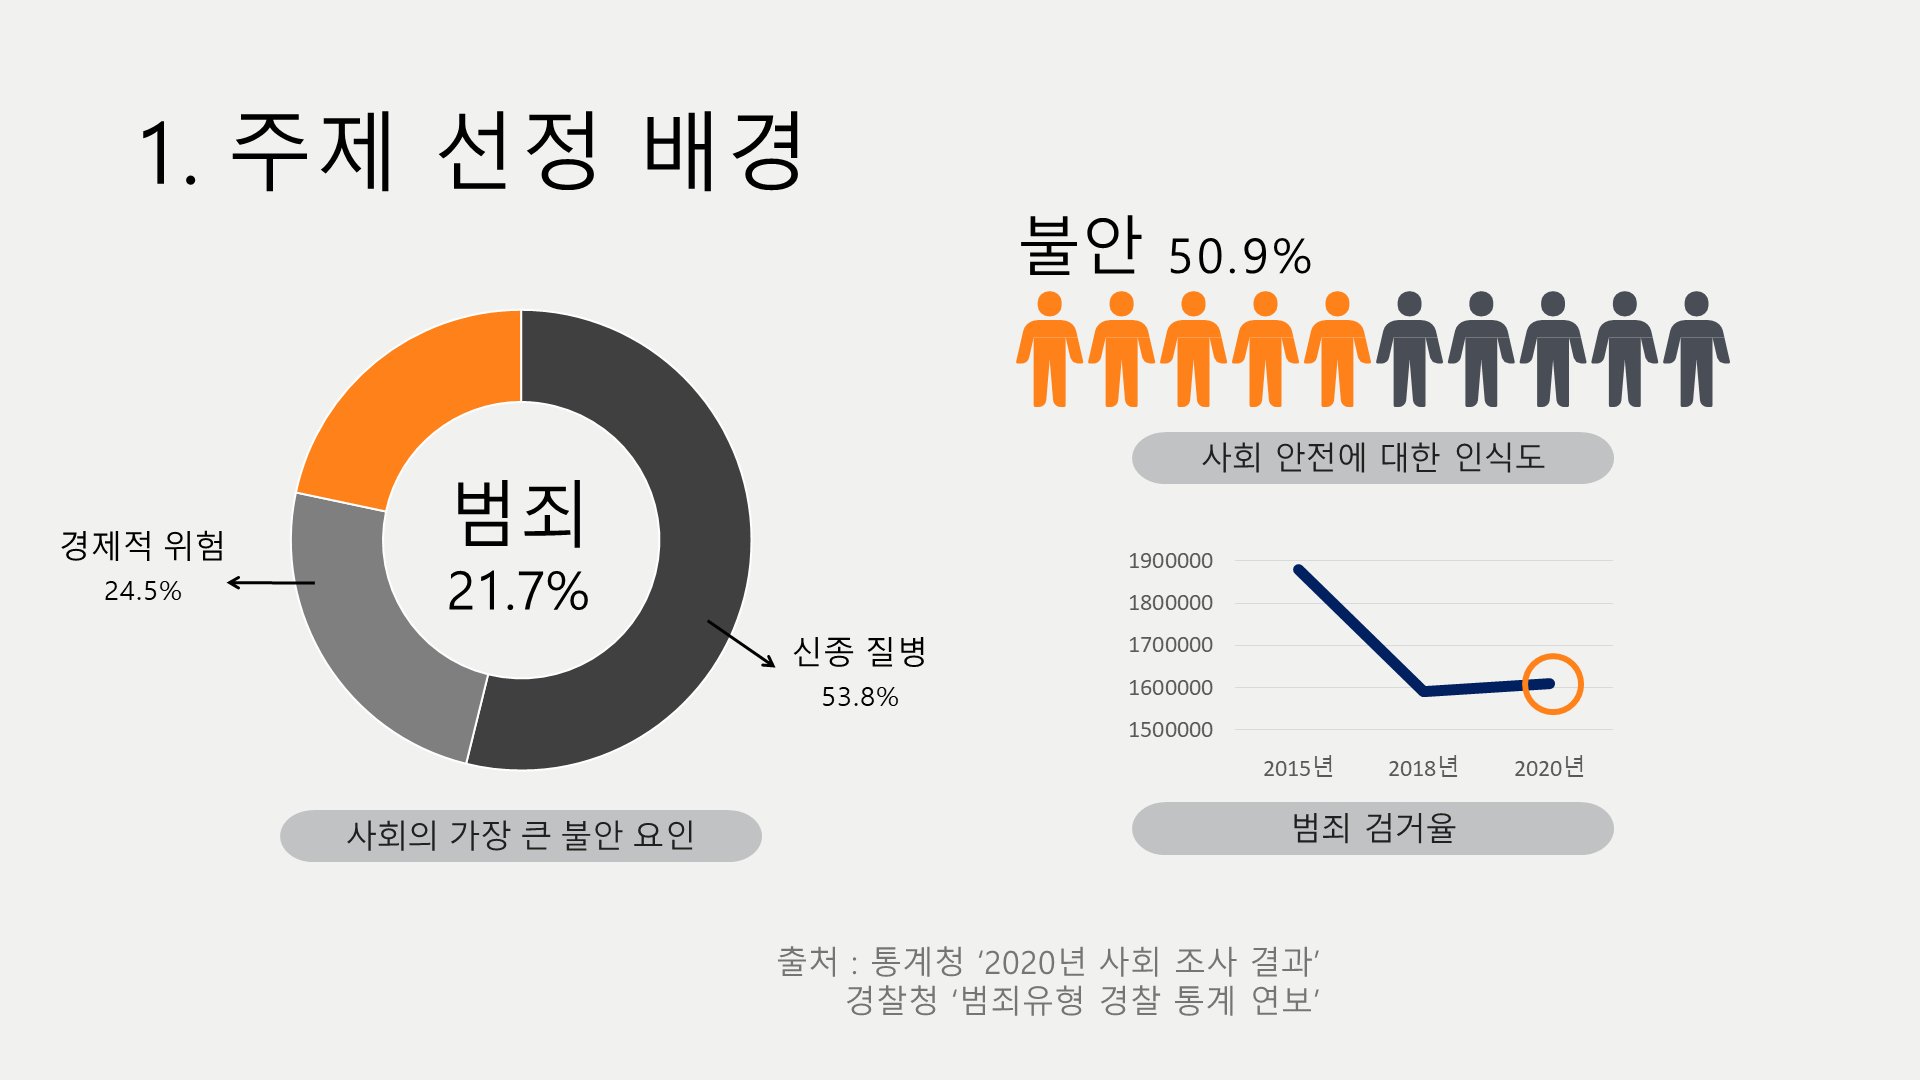 1. 주제 선정 배경
불안 50.9%
사회 안전에 대한 인식도
범죄
21.7%
경제적 위험
24.5%
신종 질병
53.8%
사회의 가장 큰 불안 요인
1900000
1800000
1700000
1600000
1500000
2015년 2018년 2020년
범죄 검거율
출처 : 통계청 ‘2020년 사회 조사 결과’
경찰청 ‘범죄유형 경찰 통계 연보’